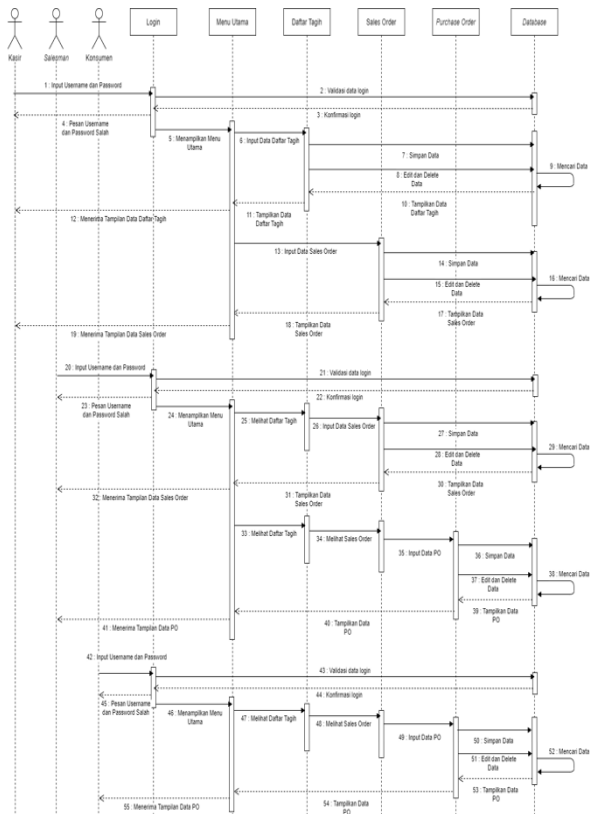 Login
Menu Utama
Daftar Tagih
Sales Order
Purchase Order
Database
Kasir
Salesman
Konsumen
1 : Input Username dan Password
2 : Validasi data login
3 : Konfirmasi login
4 : Pesan Username
dan Password Salah
5 : Menampilkan Menu
Utama
6 : Input Data Daftar Tagih
7 : Simpan Data
8 : Edit dan Delete
Data
9 : Mencari Data
10 : Tampilkan Data
Daftar Tagih
11 : Tampilkan Data
Daftar Tagih
12 : Menerima Tampilan Data Daftar Tagih
13 : Input Data Sales Order
14 : Simpan Data
15 : Edit dan Delete
Data
16 : Mencari Data
17 : Tampilkan Data
Sales Order
18 : Tampilkan Data
Sales Order
19 : Menerima Tampilan Data Sales Order
20 : Input Username dan Password
21 : Validasi data login
22 : Konfirmasi login
23 : Pesan Username
dan Password Salah
24 : Menampilkan Menu
Utama
25 : Melihat Daftar Tagih
26 : Input Data Sales Order
27 : Simpan Data
28 : Edit dan Delete
Data
29 : Mencari Data
30 : Tampilkan Data
Sales Order
31 : Tampilkan Data
Sales Order
32 : Menerima Tampilan Data Sales Order
33 : Melihat Daftar Tagih
34 : Melihat Sales Order
35 : Input Data PO
36 : Simpan Data
37 : Edit dan Delete
Data
38 : Mencari Data
39 : Tampilkan Data
PO
40 : Tampilkan Data
PO
41 : Menerima Tampilan Data PO
42 : Input Username dan Password
43 : Validasi data login
44 : Konfirmasi login
45 : Pesan Username
dan Password Salah
46 : Menampilkan Menu
Utama
47 : Melihat Daftar Tagih
48 : Melihat Sales Order
49 : Input Data PO
50 : Simpan Data
51 : Edit dan Delete
Data
52 : Mencari Data
53 : Tampilkan Data
PO
54 : Tampilkan Data
PO
55 : Menerima Tampilan Data PO